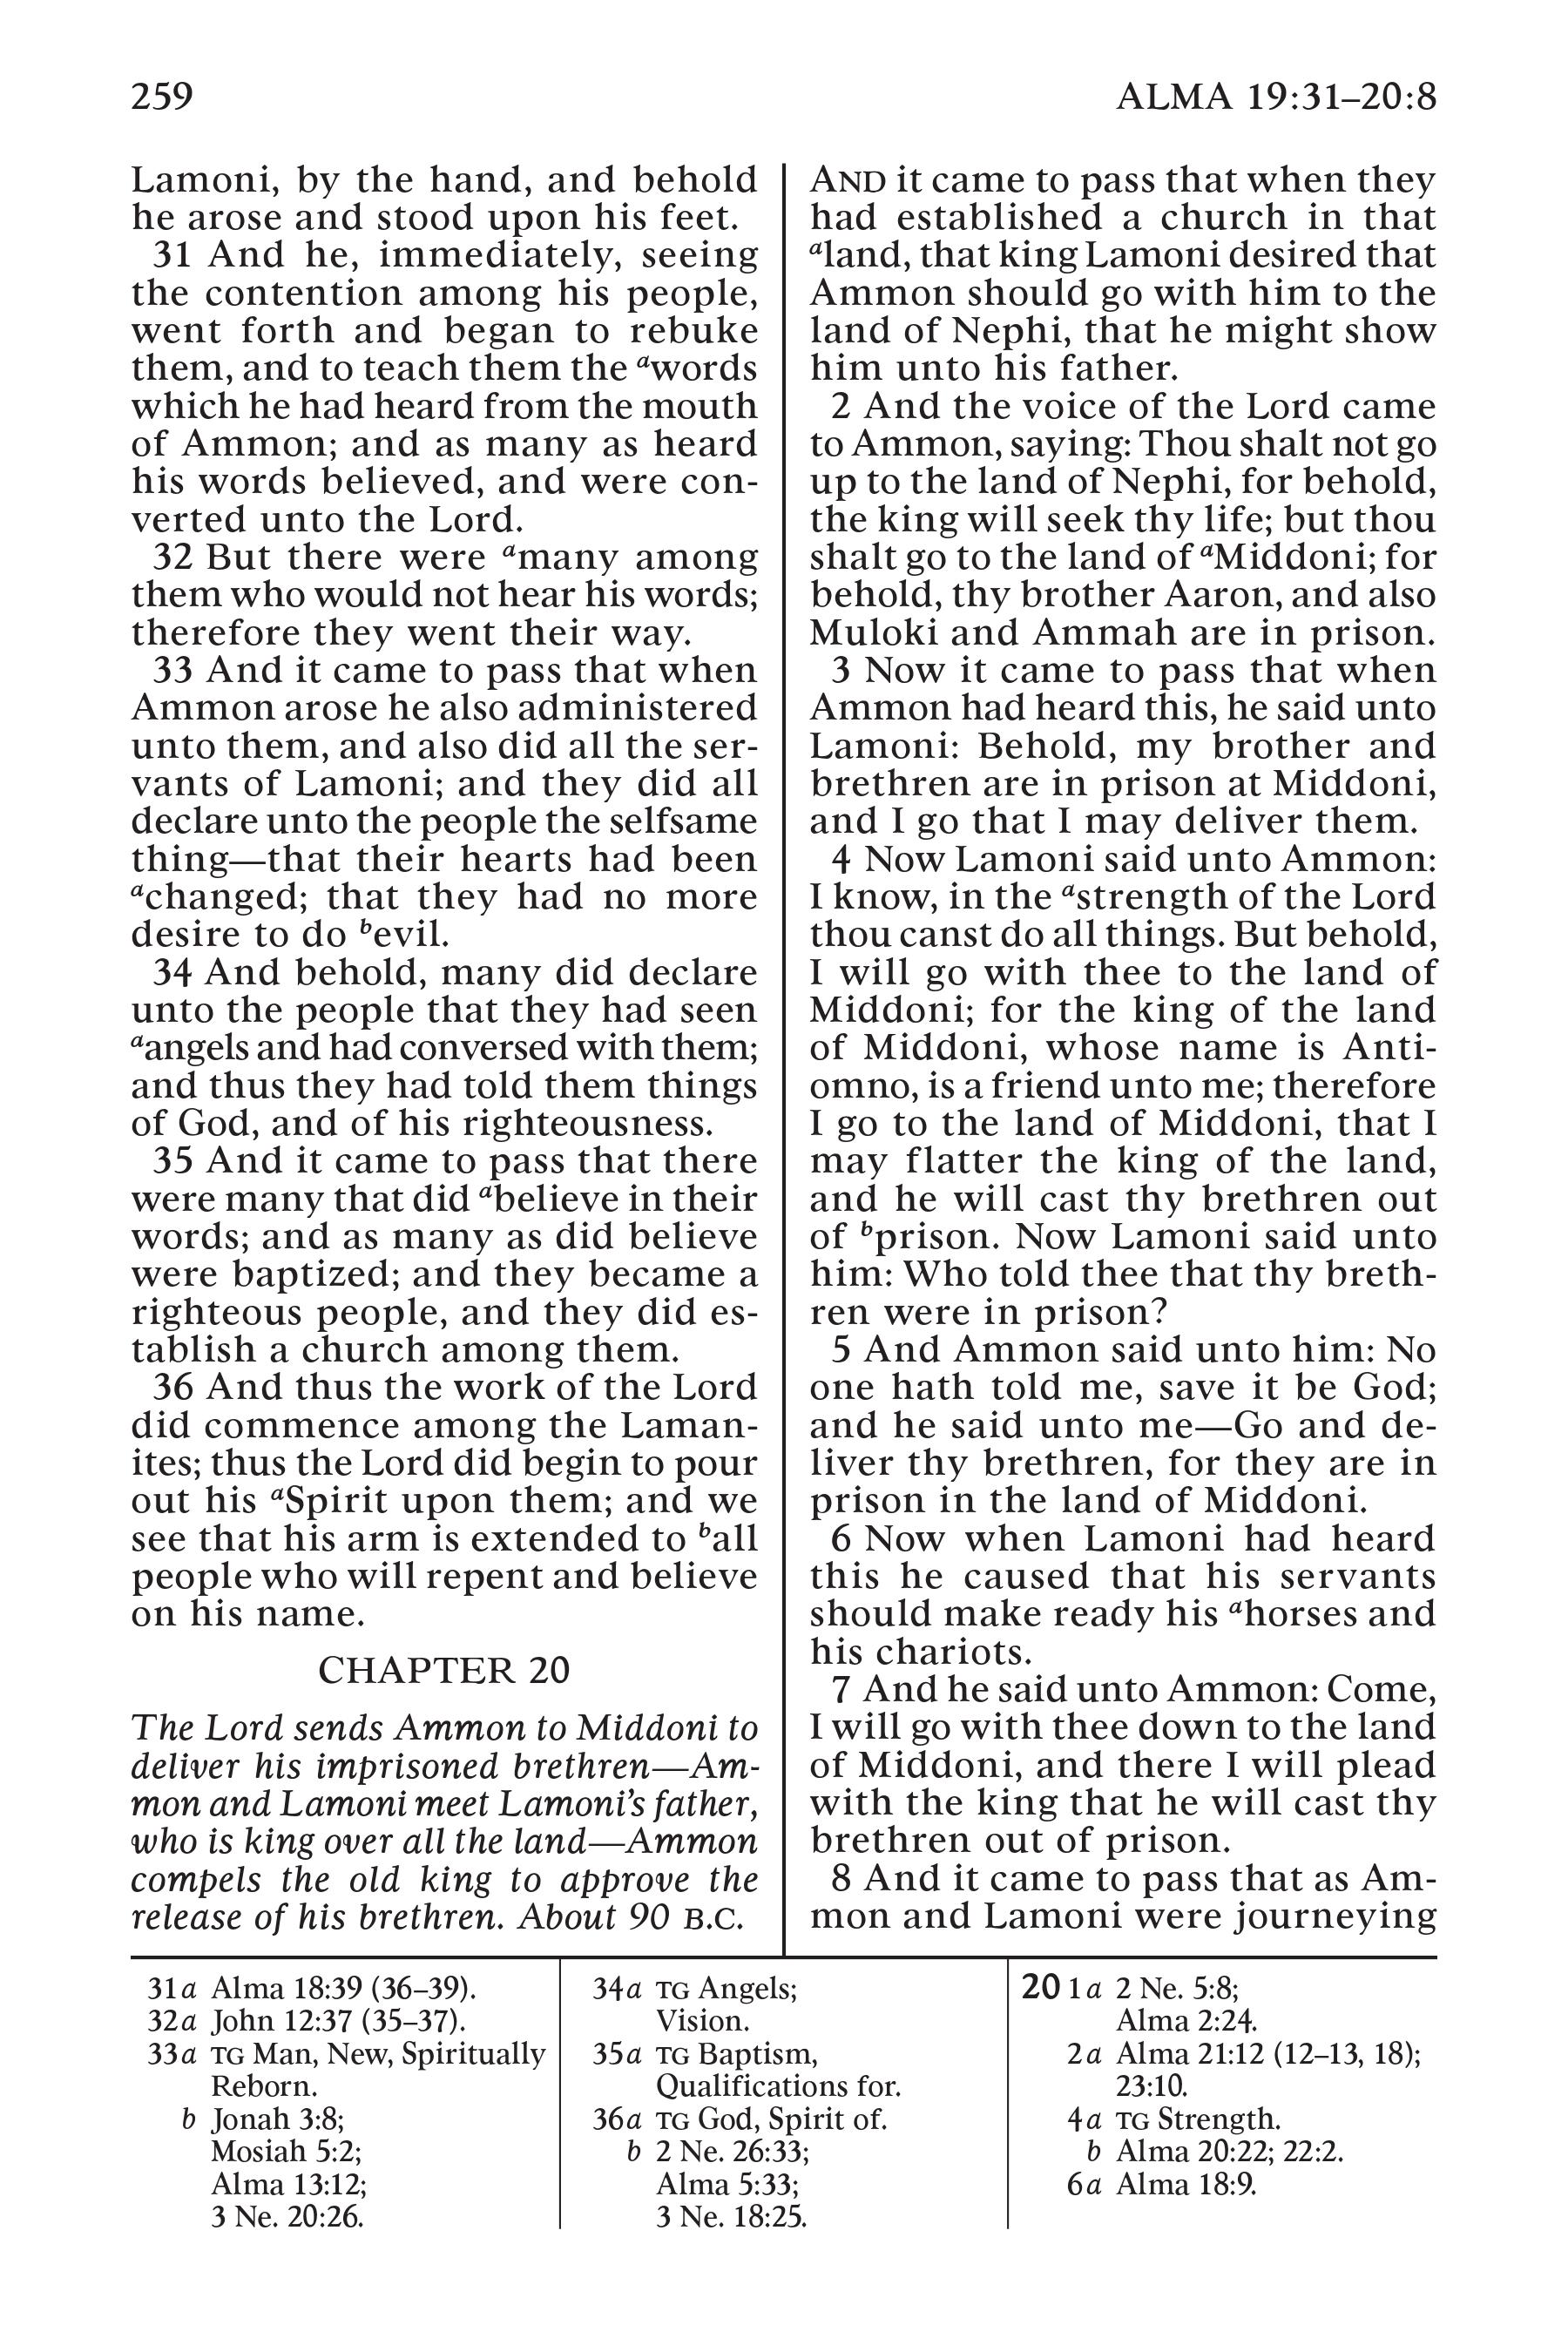 259
ALMA 19:31–20:8
Lamoni, by the hand, and behold
he arose and stood upon his feet.
31 And he, immediately, seeing
the contention among his people,
went forth and began to rebuke
them, and to teach them the awords
which he had heard from the mouth
of Ammon; and as many as heard
his words believed, and were con-
verted unto the Lord.
32 But there were amany among
them who would not hear his words;
therefore they went their way.
33 And it came to pass that when
Ammon arose he also administered
unto them, and also did all the ser-
vants of Lamoni; and they did all
declare unto the people the selfsame
thing—that their hearts had been
achanged; that they had no more
desire to do bevil.
34 And behold, many did declare
unto the people that they had seen
aangels and had conversed with them;
and thus they had told them things
of God, and of his righteousness.
35 And it came to pass that there
were many that did abelieve in their
words; and as many as did believe
were baptized; and they became a
righteous people, and they did es-
tablish a church among them.
36 And thus the work of the Lord
did commence among the Laman-
ites; thus the Lord did begin to pour
out his aSpirit upon them; and we
see that his arm is extended to ball
people who will repent and believe
on his name.
CHAPTER 20
The Lord sends Ammon to Middoni to
deliver his imprisoned brethren—Am-
mon and Lamoni meet Lamoni’s father,
who is king over all the land—Ammon
compels the old king to approve the
release of his brethren. About 90 B.C.
AND it came to pass that when they
had established a church in that
aland, that king Lamoni desired that
Ammon should go with him to the
land of Nephi, that he might show
him unto his father.
2 And the voice of the Lord came
to Ammon, saying: Thou shalt not go
up to the land of Nephi, for behold,
the king will seek thy life; but thou
shalt go to the land of aMiddoni; for
behold, thy brother Aaron, and also
Muloki and Ammah are in prison.
3 Now it came to pass that when
Ammon had heard this, he said unto
Lamoni: Behold, my brother and
brethren are in prison at Middoni,
and I go that I may deliver them.
4 Now Lamoni said unto Ammon:
I know, in the astrength of the Lord
thou canst do all things. But behold,
I will go with thee to the land of
Middoni; for the king of the land
of Middoni, whose name is Anti-
omno, is a friend unto me; therefore
I go to the land of Middoni, that I
may flatter the king of the land,
and he will cast thy brethren out
of bprison. Now Lamoni said unto
him: Who told thee that thy breth-
ren were in prison?
5 And Ammon said unto him: No
one hath told me, save it be God;
and he said unto me—Go and de-
liver thy brethren, for they are in
prison in the land of Middoni.
6 Now when Lamoni had heard
this he caused that his servants
should make ready his ahorses and
his chariots.
7 And he said unto Ammon: Come,
I will go with thee down to the land
of Middoni, and there I will plead
with the king that he will cast thy
brethren out of prison.
8 And it came to pass that as Am-
mon and Lamoni were journeying
31a Alma 18:39 (36–39).
32a John 12:37 (35–37).
33a TG Man, New, Spiritually
Reborn.
b Jonah 3:8;
Mosiah 5:2;
Alma 13:12;
3 Ne. 20:26.
34a TG Angels;
Vision.
35a TG Baptism,
Qualifications for.
36a TG God, Spirit of.
b 2 Ne. 26:33;
Alma 5:33;
3 Ne. 18:25.
20 1a 2 Ne. 5:8;
Alma 2:24.
2a Alma 21:12 (12–13, 18);
23:10.
4a TG Strength.
b Alma 20:22; 22:2.
6a Alma 18:9.